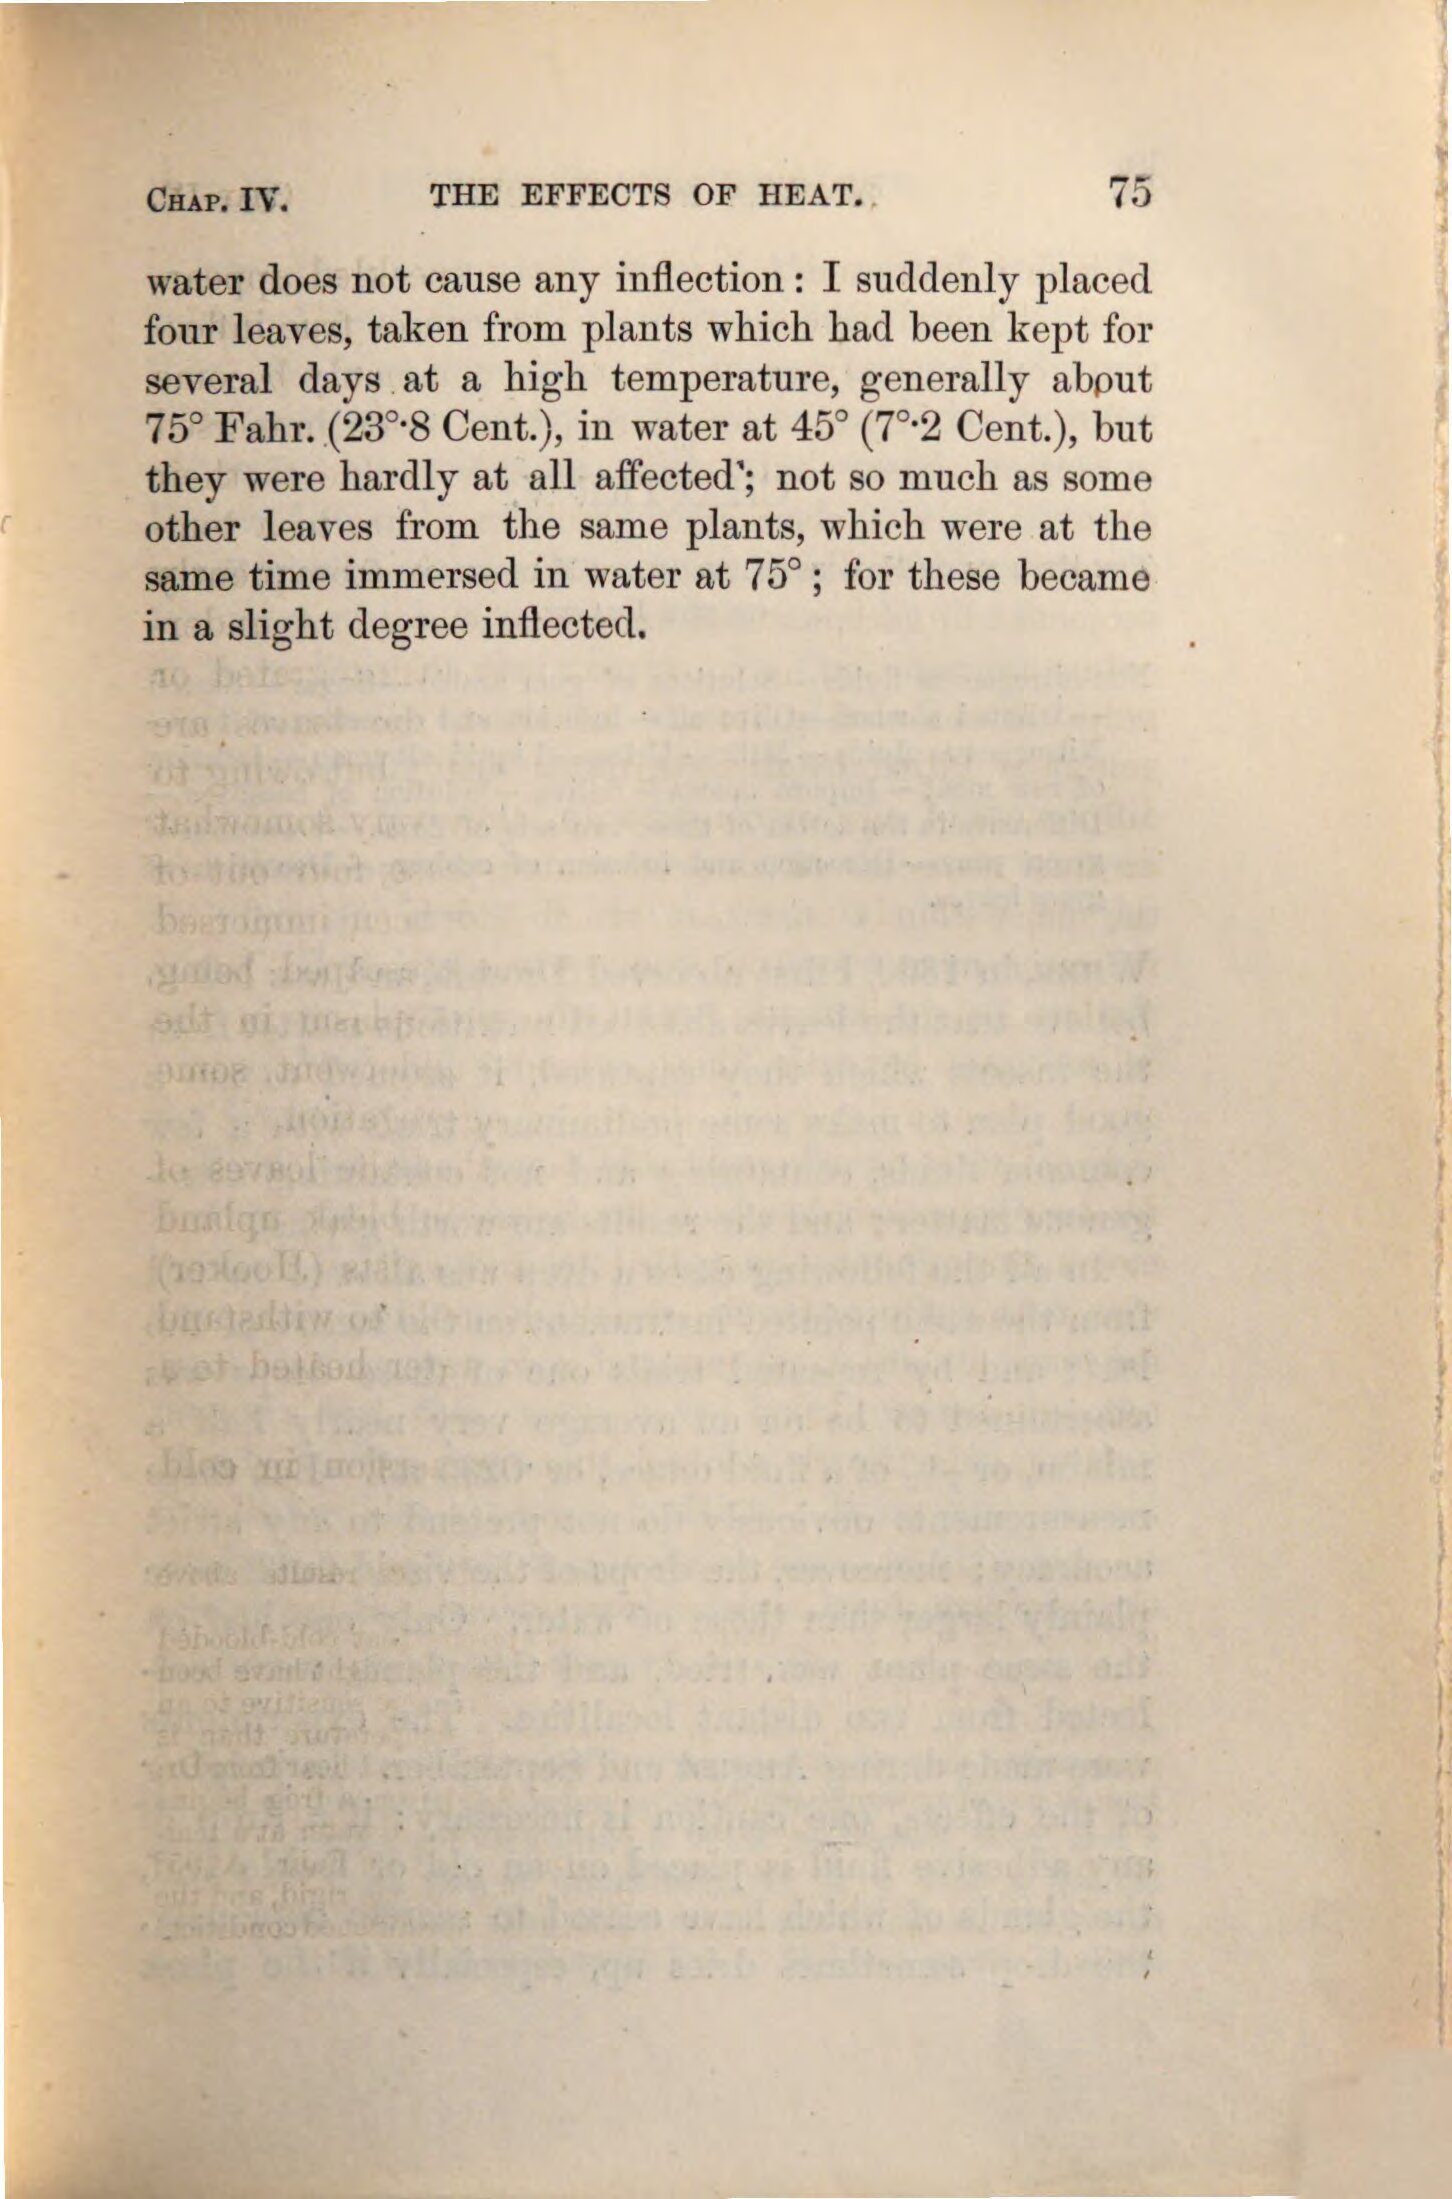 CHAP. IV. THE EFFECTS OF HEAT. 75
water does not cause any inflection : I suddenly placed
four leaves, taken from plants which had been kept for
several days at a high temperature, generally about
75° Fahr. (23°·8 Cent.), in water at 45° (7°·2 Cent.), but
they were hardly at all affected; not so much as some
other leaves from the same plants, which were at the
same time immersed in water at 75° ; for these became
in a slight degree inflected.